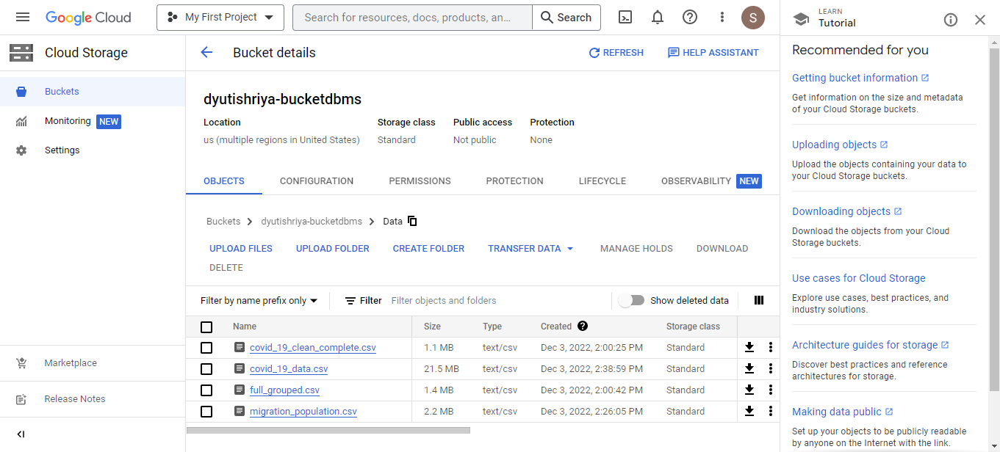 Google Cloud
My First Project
Search for resources, docs, products, an...
Search
S
LEARN
Tutorial
Cloud Storage
Buckets
Monitoring NEW
Settings
Marketplace
Release Notes
Bucket details
REFRESH
HELP ASSISTANT
dyutishriya-bucketdbms
Location Storage class Public access Protection
us (multiple regions in United States) Standard Not public None
OBJECTS CONFIGURATION PERMISSIONS PROTECTION LIFECYCLE OBSERVABILITY NEW
Buckets > dyutishriya-bucketdbms > Data
UPLOAD FILES UPLOAD FOLDER CREATE FOLDER TRANSFER DATA MANAGE HOLDS DOWNLOAD
DELETE
Filter by name prefix only Filter Filter objects and folders Show deleted data
Name Size Type Created ? Storage class
covid_19_clean_complete.csv 1.1 MB text/csv Dec 3, 2022, 2:00:25 PM Standard
covid_19_data.csv 21.5 MB text/csv Dec 3, 2022, 2:38:59 PM Standard
full_grouped.csv 1.4 MB text/csv Dec 3, 2022, 2:00:42 PM Standard
migration_population.csv 2.2 MB text/csv Dec 3, 2022, 2:26:05 PM Standard
Recommended for you
Getting bucket information
Get information on the size and metadata
of your Cloud Storage buckets.
Uploading objects
Upload the objects containing your data to
your Cloud Storage buckets.
Downloading objects
Download the objects from your Cloud
Storage buckets.
Use cases for Cloud Storage
Explore use cases, best practices, and
industry solutions.
Architecture guides for storage
Discover best practices and reference
architectures for storage.
Making data public
Set up your objects to be publicly readable
by anyone on the Internet with the link.